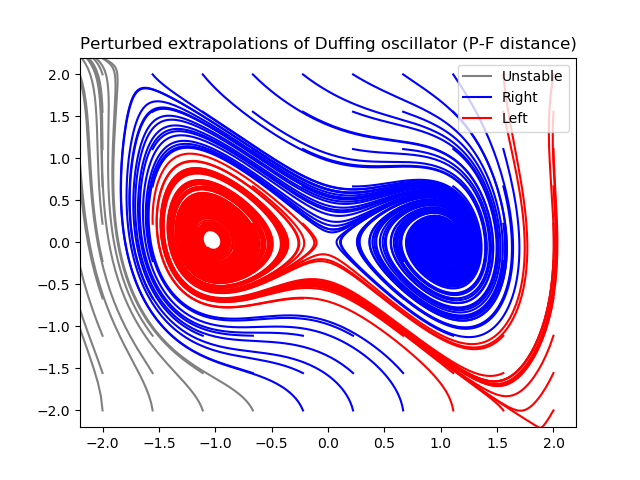 Perturbed extrapolations of Duffing oscillator (P-F distance)
Unstable
Right
Left
2.0
1.5
1.0
0.5
0.0
−0.5
−1.0
−1.5
−2.0
−2.0 −1.5 −1.0 −0.5 0.0 0.5 1.0 1.5 2.0